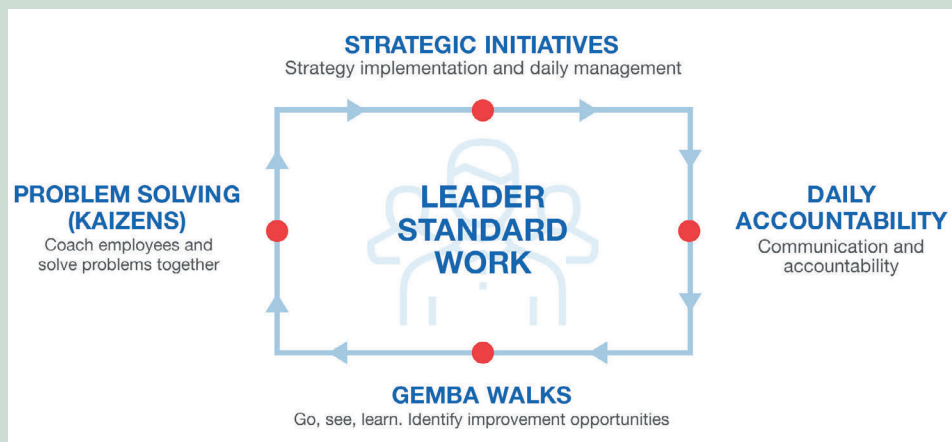 STRATEGIC INITIATIVES
Strategy implementation and daily management
PROBLEM SOLVING
(KAIZENS)
Coach employees and
solve problems together
LEADER
STANDARD
WORK
DAILY
ACCOUNTABILITY
Communication and
accountability
GEMBA WALKS
Go, see, learn. Identify improvement opportunities